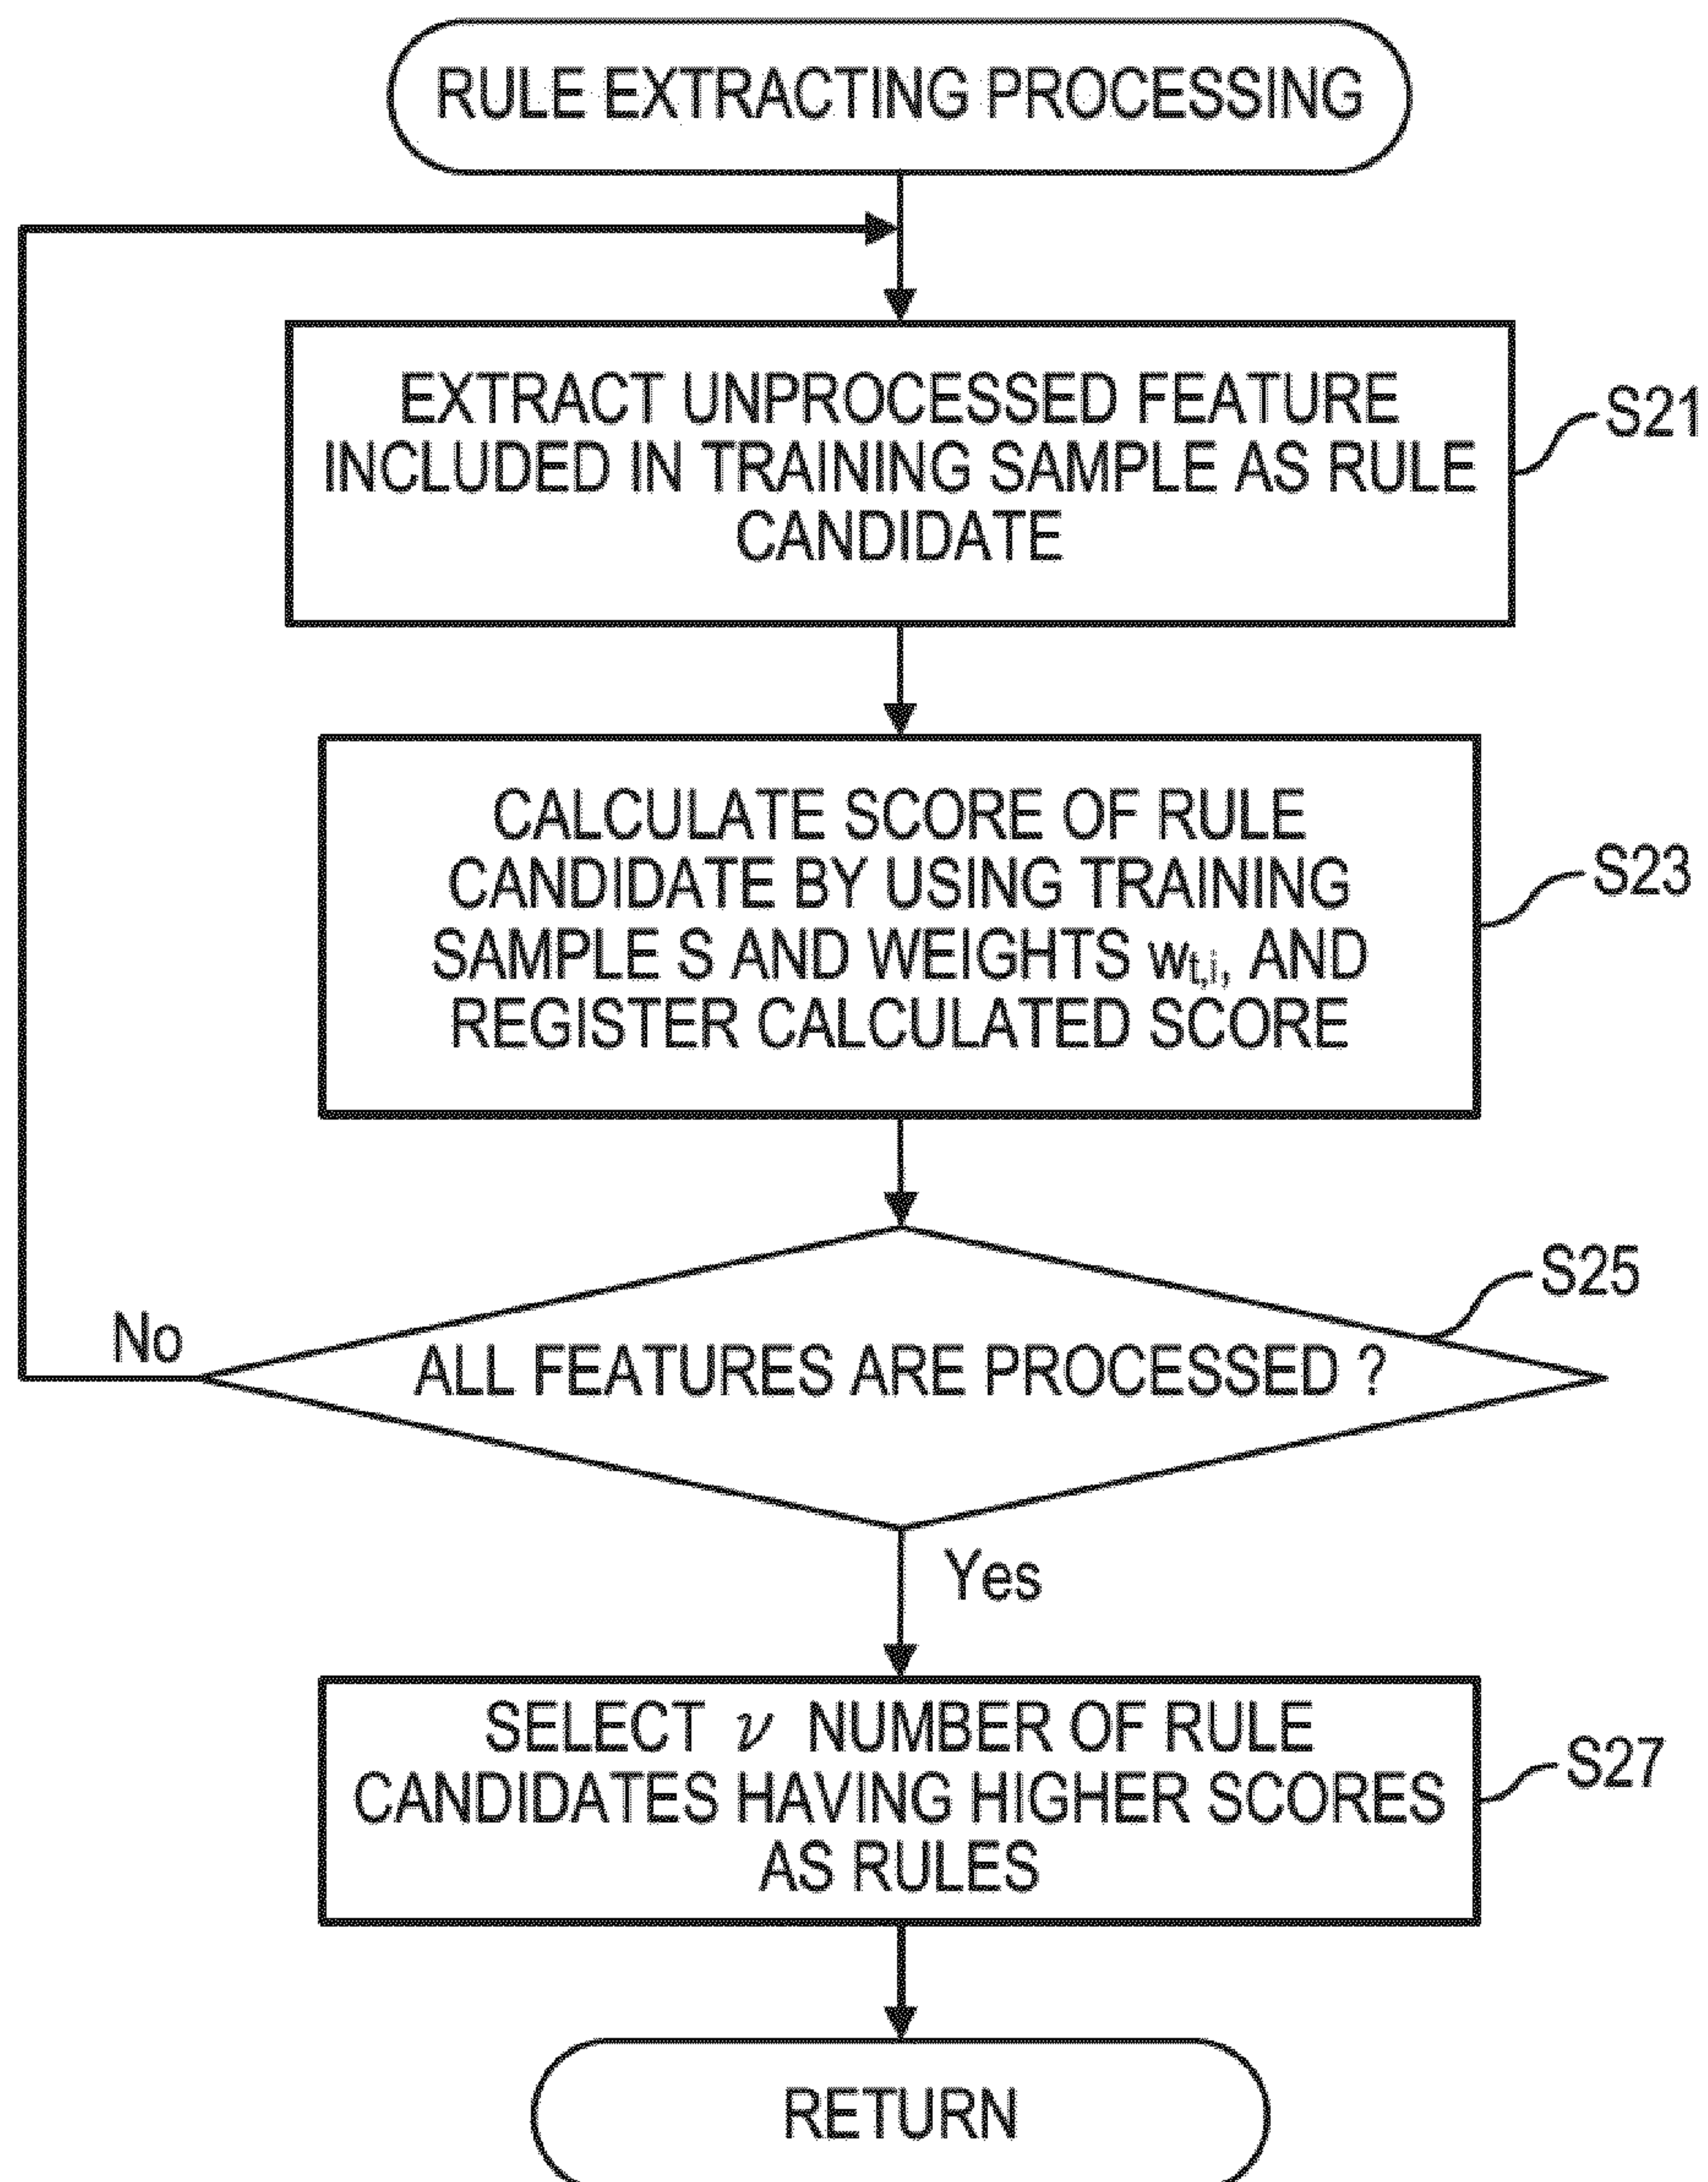 RULE EXTRACTING PROCESSING
EXTRACT UNPROCESSED FEATURE
INCLUDED IN TRAINING SAMPLE AS RULE
CANDIDATE
S21
CALCULATE SCORE OF RULE
CANDIDATE BY USING TRAINING
SAMPLE S AND WEIGHTS wt,i, AND
REGISTER CALCULATED SCORE
S23
ALL FEATURES ARE PROCESSED ?
S25
No
Yes
SELECT ν NUMBER OF RULE
CANDIDATES HAVING HIGHER SCORES
AS RULES
S27
RETURN